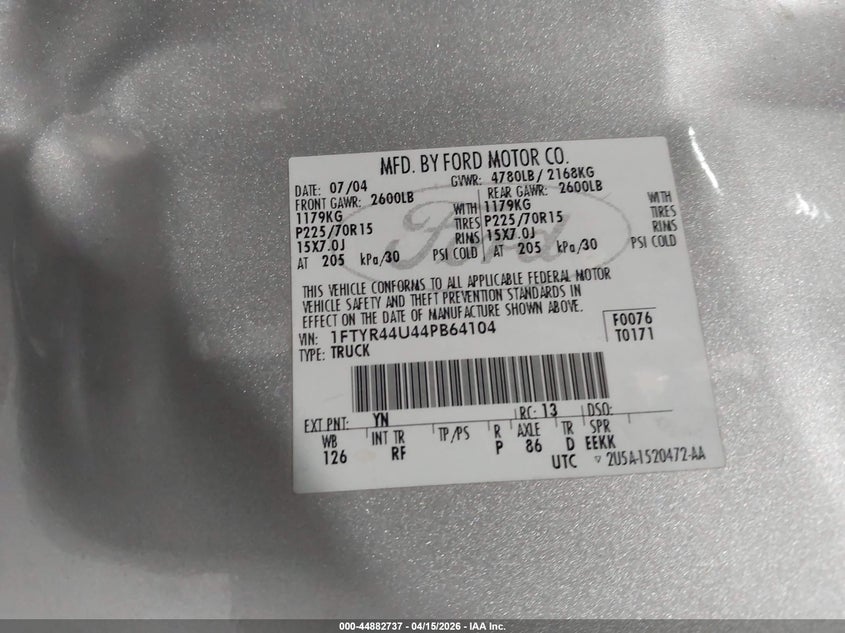 MFD. BY FORD MOTOR CO.
DATE: 07/04 GVWR: 4780LB/2168KG
FRONT GAWR: 2600LB REAR GAWR: 2600LB
1179KG WITH 1179KG WITH
P225/70R15 TIRES P225/70R15 TIRES
15X7.0J RIMS 15X7.0J RIMS
AT 205 kPa/30 PSI COLD AT 205 kPa/30 PSI COLD
Ford
THIS VEHICLE CONFORMS TO ALL APPLICABLE FEDERAL MOTOR
VEHICLE SAFETY AND THEFT PREVENTION STANDARDS IN
EFFECT ON THE DATE OF MANUFACTURE SHOWN ABOVE.
VIN: 1FTYR44U44PB64104 F0076
TYPE: TRUCK T0171
EXT PNT: YN RC: 13 DSO:
WB INT TR TP/PS R AXLE TR SPR
126 RF P 86 D EEKK
UTC 2U5A-1520472-AA
000-44882737 - 04/15/2026 - IAA Inc.